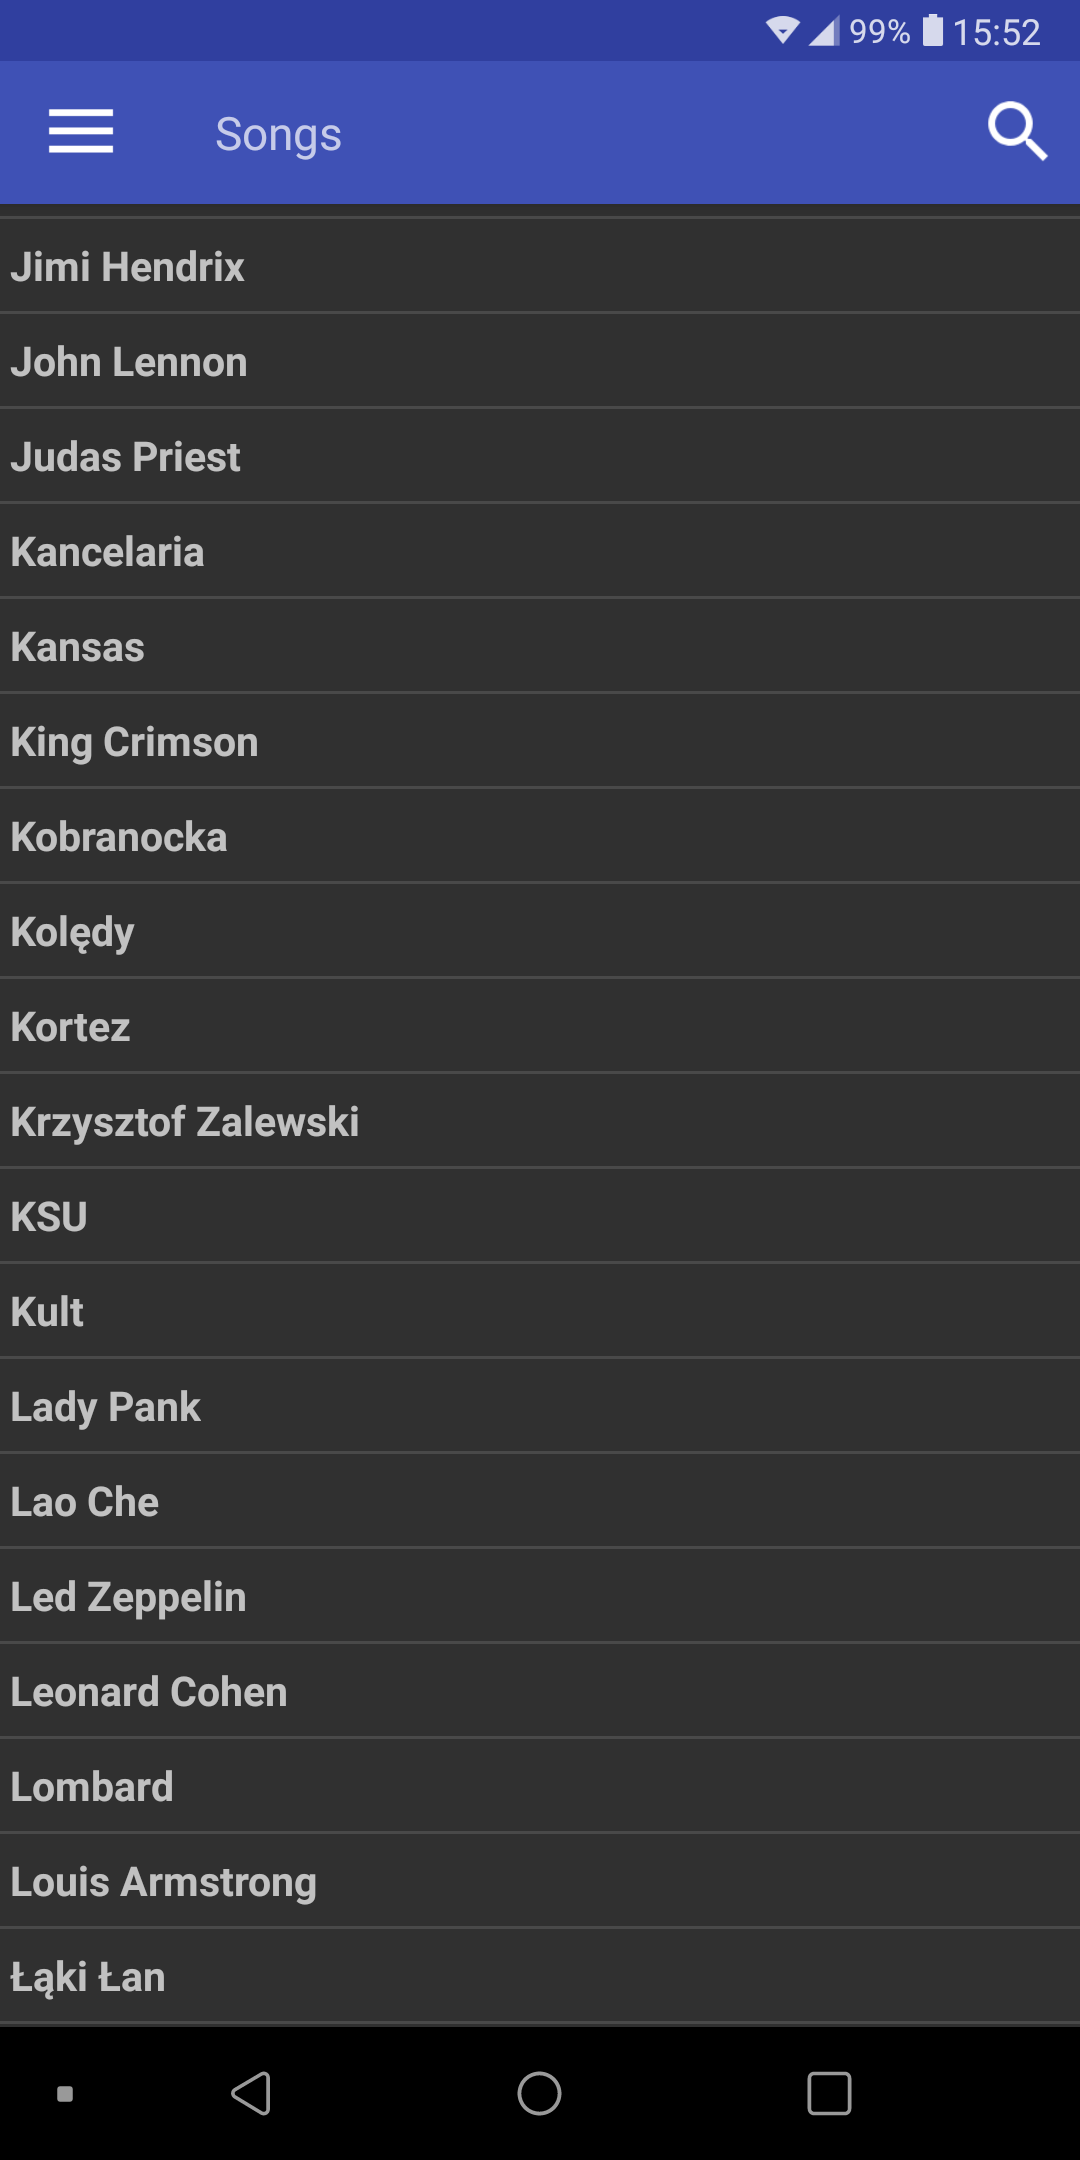 99% 15:52
Songs
Jimi Hendrix
John Lennon
Judas Priest
Kancelaria
Kansas
King Crimson
Kobranocka
Kolędy
Kortez
Krzysztof Zalewski
KSU
Kult
Lady Pank
Lao Che
Led Zeppelin
Leonard Cohen
Lombard
Louis Armstrong
Łąki Łan